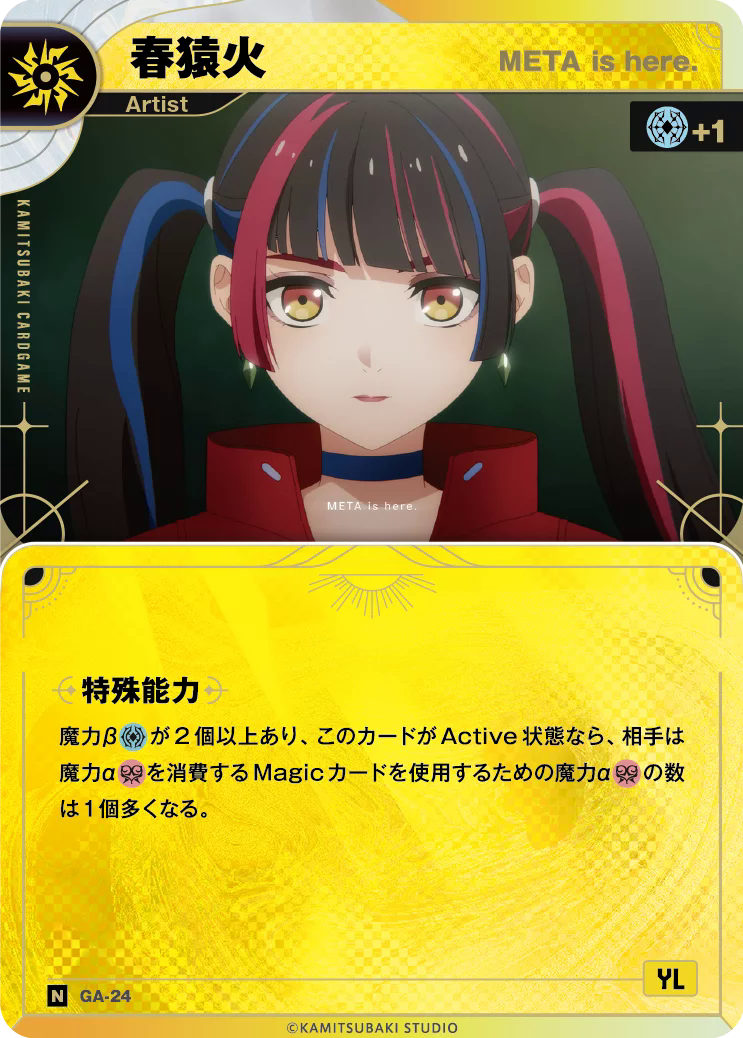 春猿火
META is here.
Artist
+1
KAMITSUBAKI CARDGAME
META is here.
特殊能力
魔力βが2個以上あり、このカードがActive状態なら、相手は
魔力αを消費するMagicカードを使用するための魔力αの数
は1個多くなる。
YL
N GA-24
©KAMITSUBAKI STUDIO